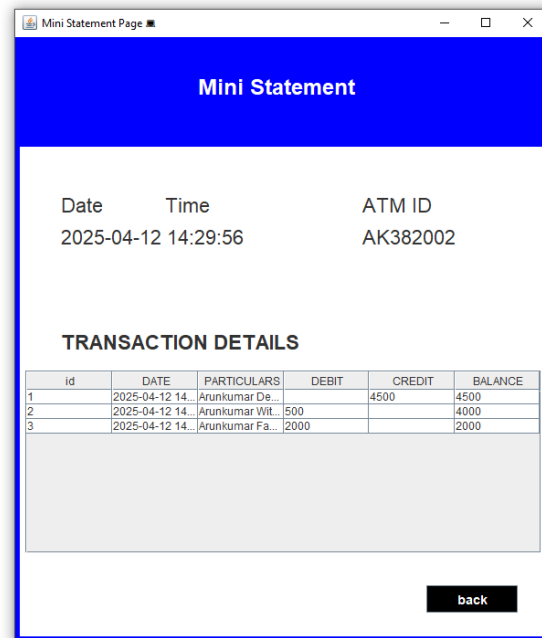 Mini Statement Page
Mini Statement
Date Time ATM ID
2025-04-12 14:29:56 AK382002
TRANSACTION DETAILS
id DATE PARTICULARS DEBIT CREDIT BALANCE
1 2025-04-12 14... Arunkumar De... 4500 4500
2 2025-04-12 14... Arunkumar Wit... 500 4000
3 2025-04-12 14... Arunkumar Fa... 2000 2000
back